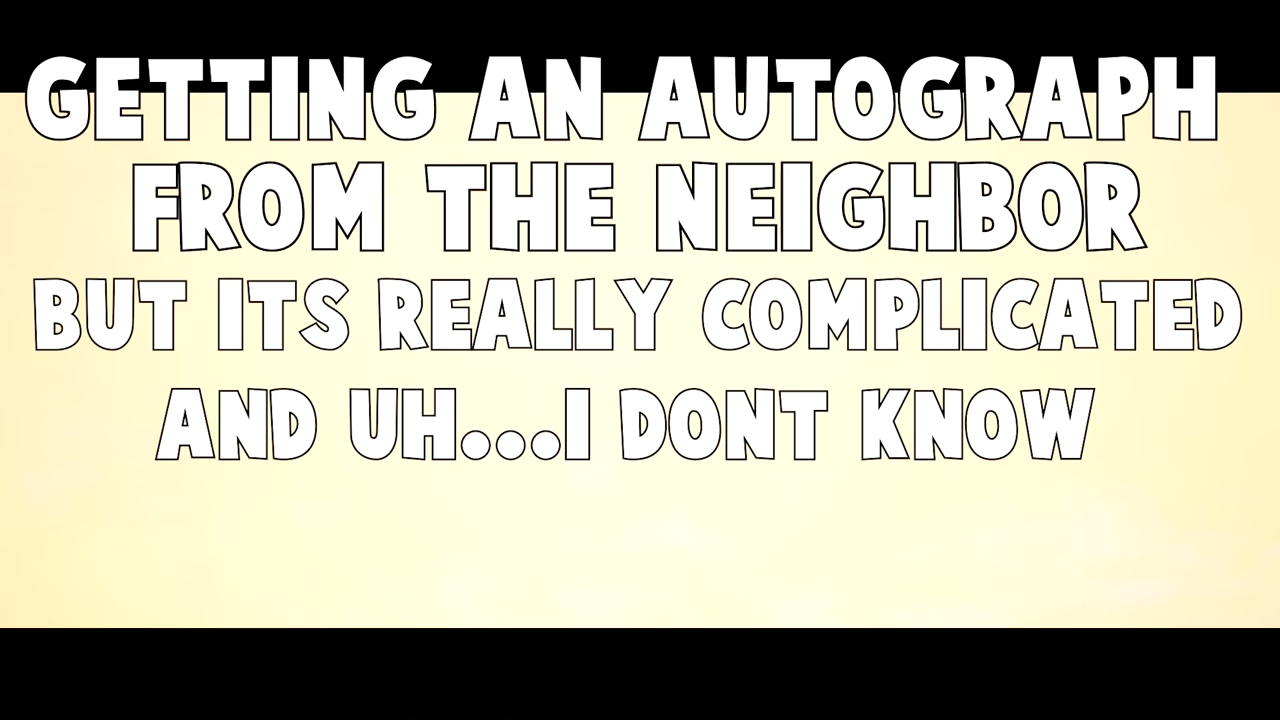 GETTING AN AUTOGRAPH
FROM THE NEIGHBOR
BUT ITS REALLY COMPLICATED
AND UH...I DONT KNOW